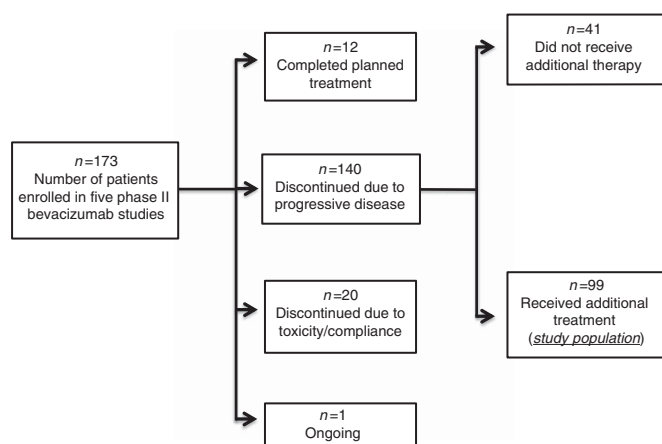 n=173
Number of patients
enrolled in five phase II
bevacizumab studies
n=12
Completed planned
treatment
n=140
Discontinued due to
progressive disease
n=20
Discontinued due to
toxicity/compliance
n=1
Ongoing
n=41
Did not receive
additional therapy
n=99
Received additional
treatment
(study population)